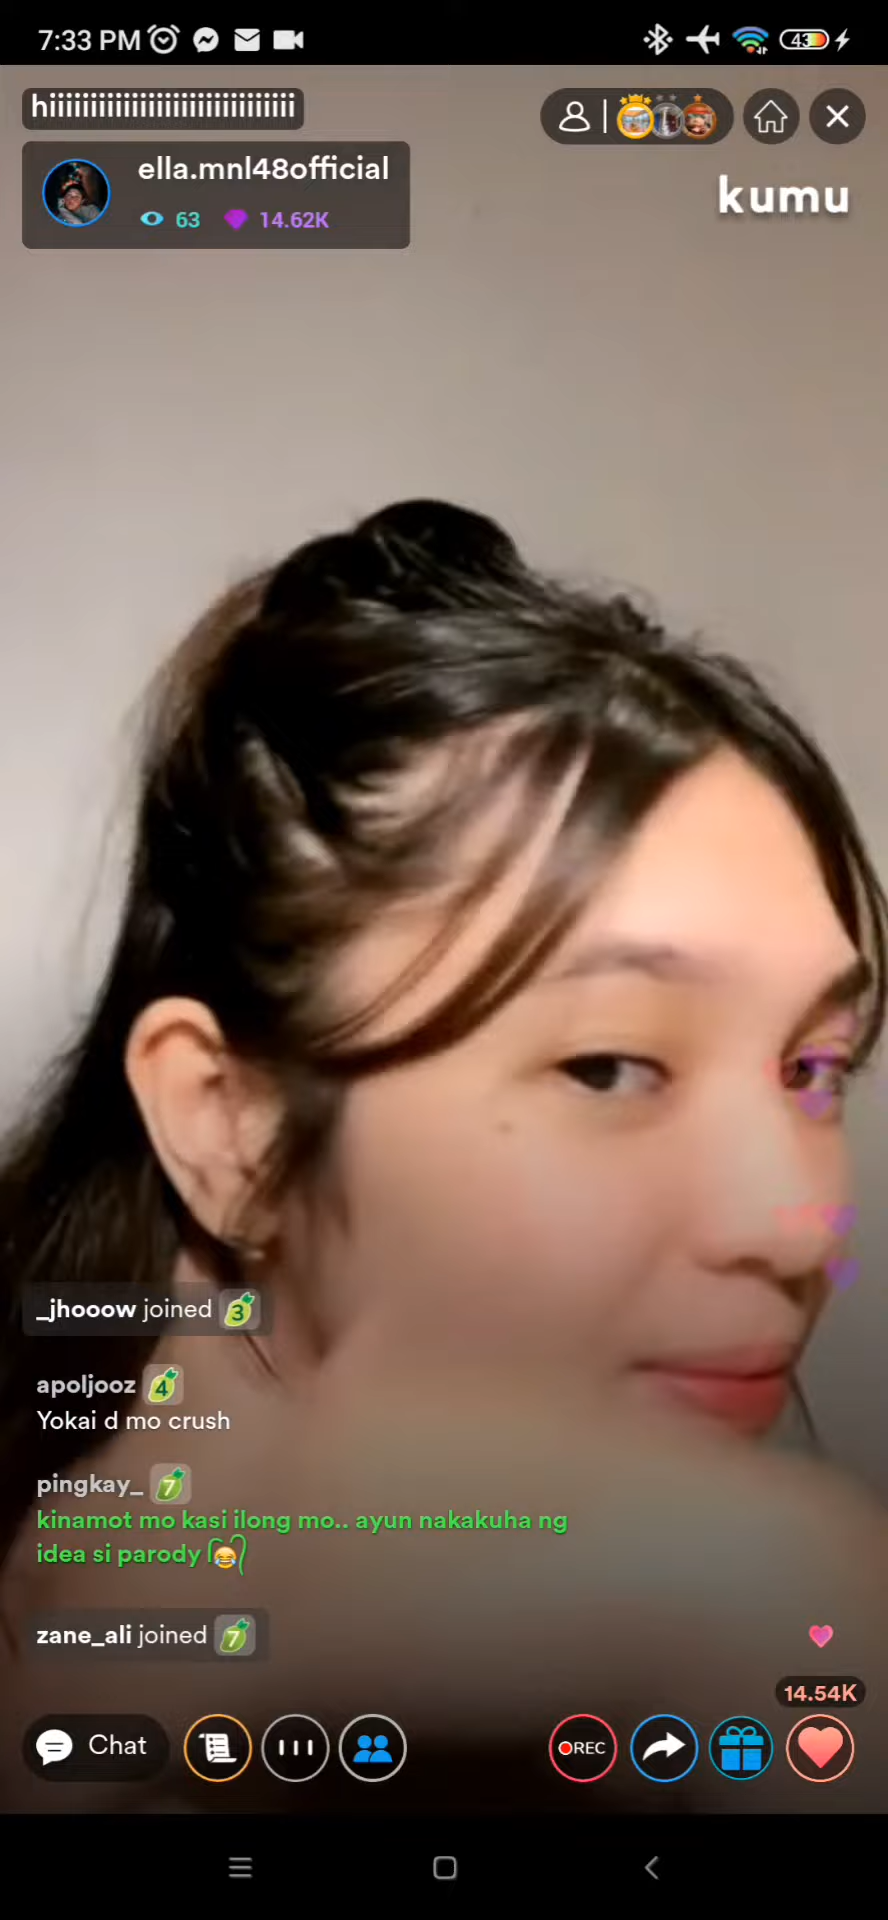 7:33 PM
43
hiiiiiiiiiiiiiiiiiiiiiiiiiiiii
ella.mnl48official
63 14.62K
kumu
_jhooow joined 3
apoljooz 4
Yokai d mo crush
pingkay_ 7
kinamot mo kasi ilong mo.. ayun nakakuha ng
idea si parody 😂
zane_ali joined 7
14.54K
Chat
REC